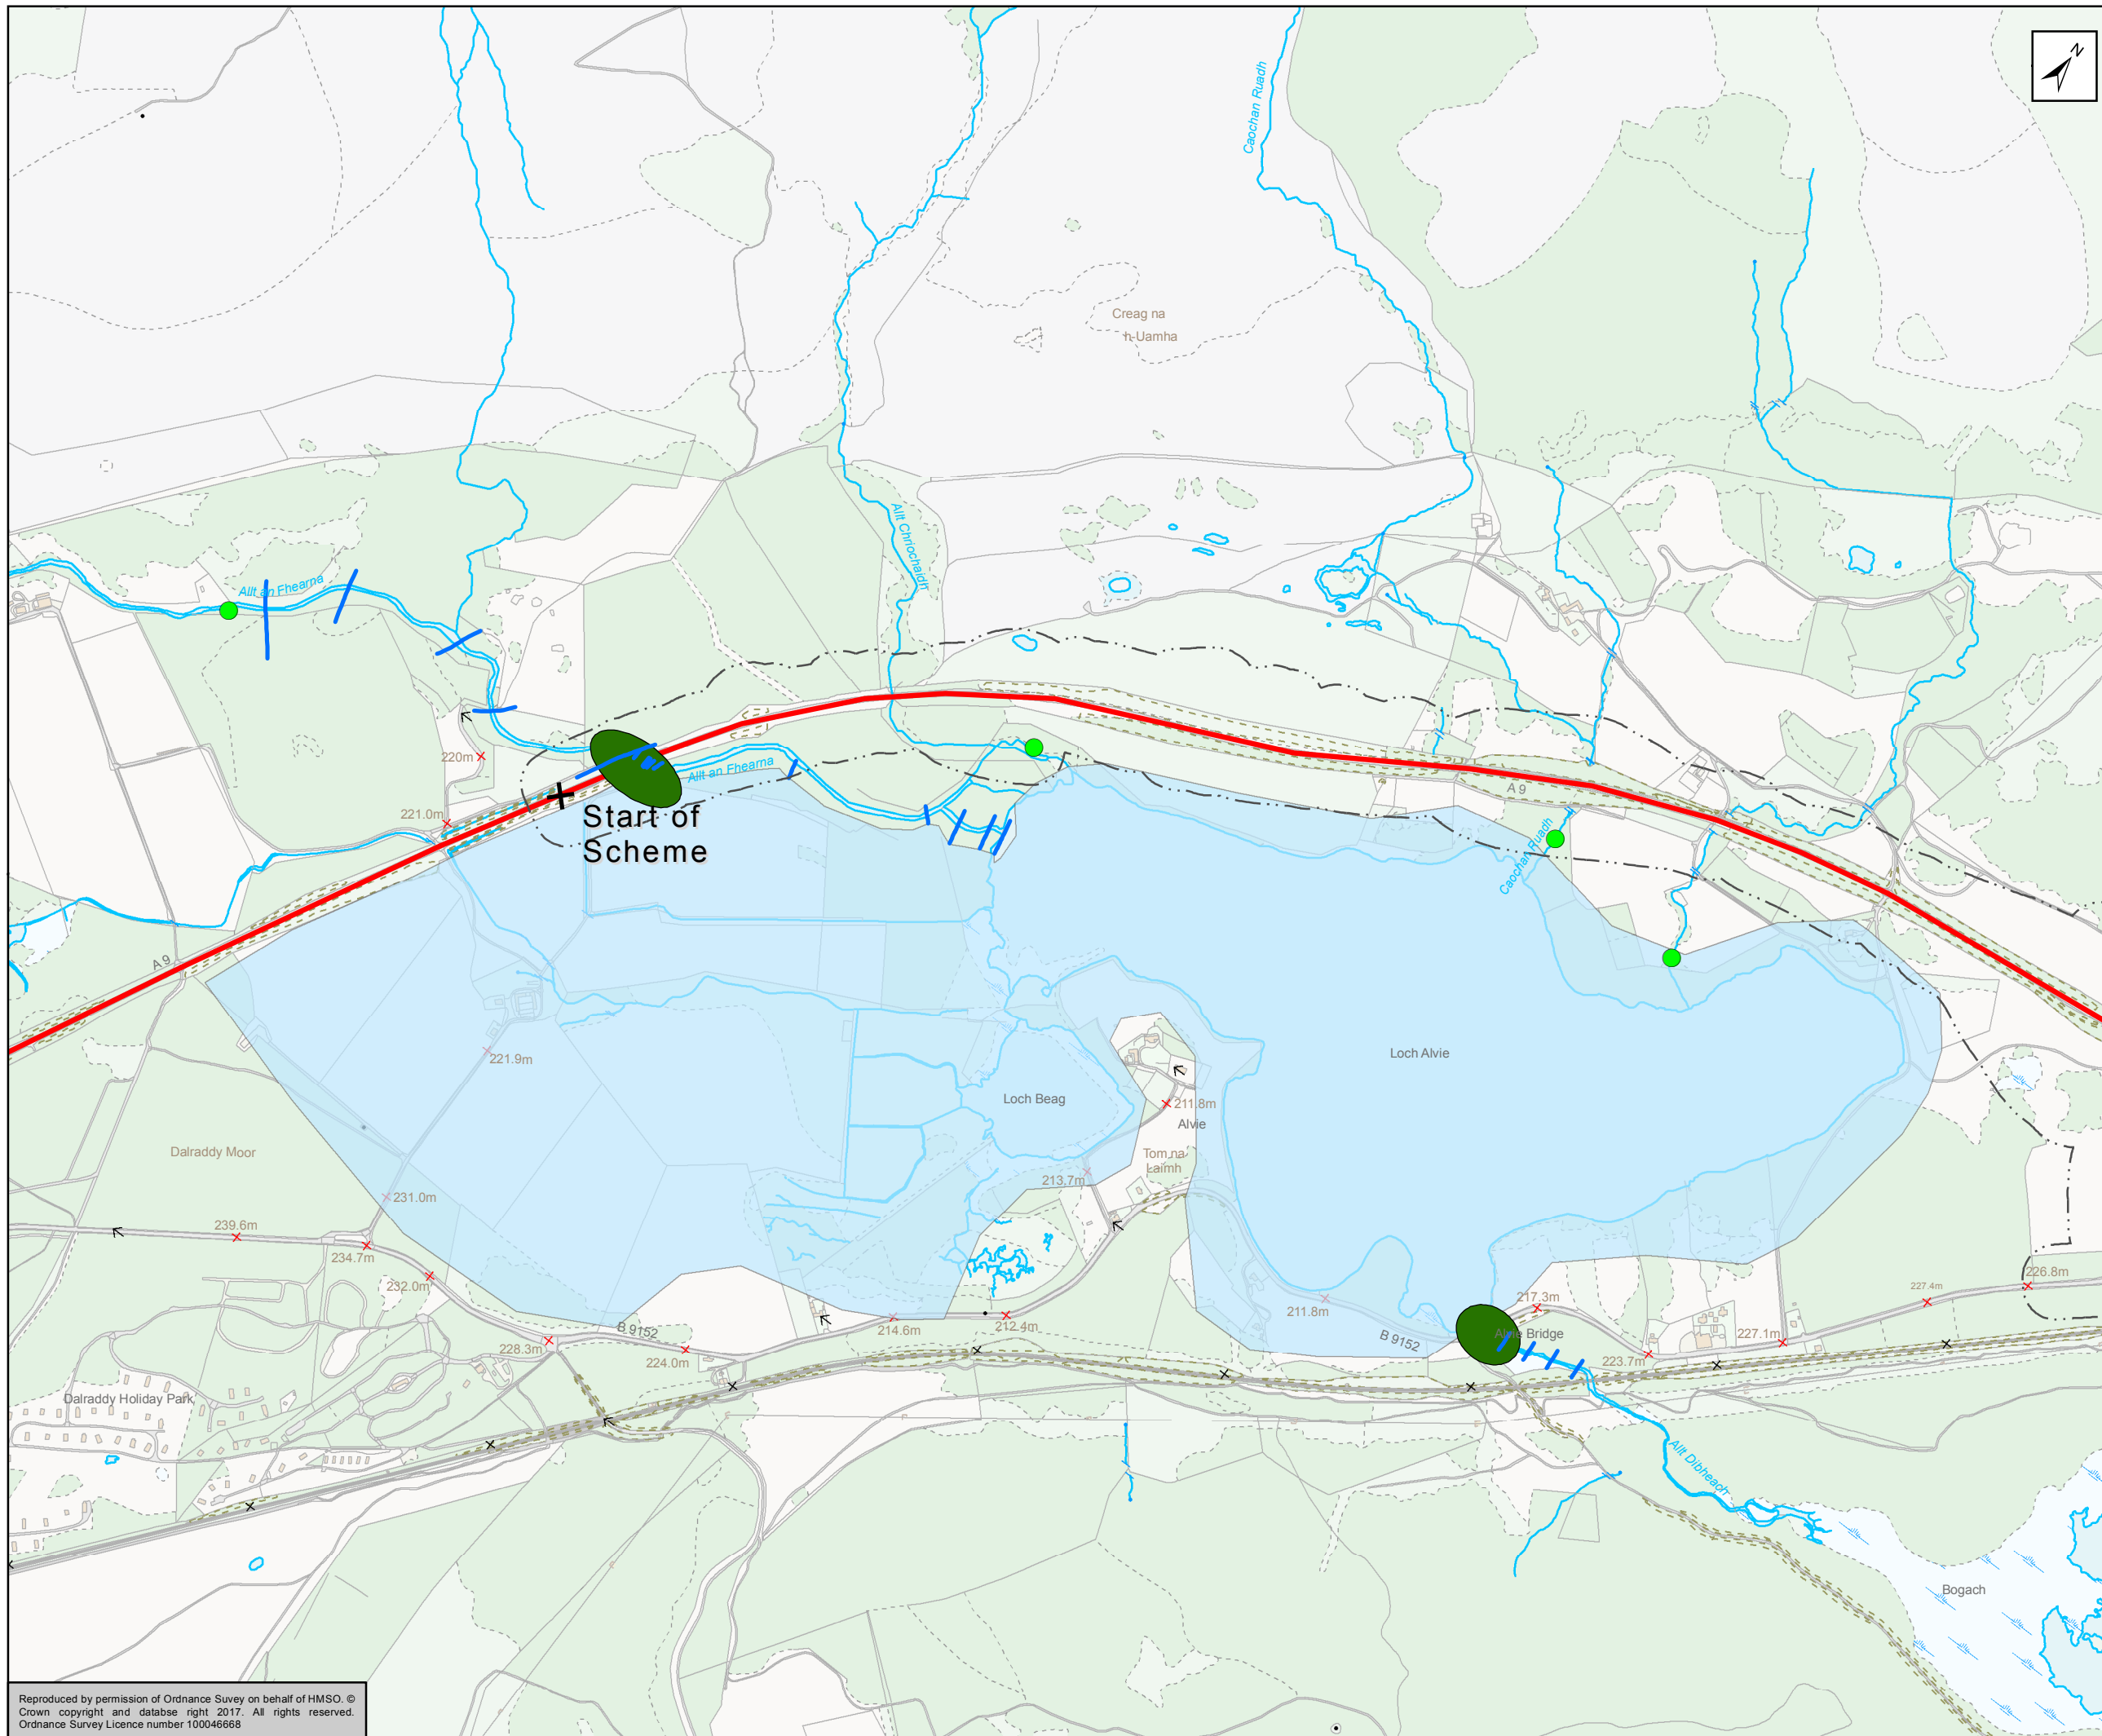 N
Caochan Ruadh
Creag na
h-Uamha
Allt Chriochaidh
Allt an Fhearna
220m
Allt an Fhearna
221.0m
Start of
Scheme
A 9
Caochan Ruadh
A 9
221.9m
Loch Alvie
Loch Beag
211.8m
Alvie
Dalraddy Moor
Tom na
Laimh
213.7m
231.0m
239.6m
234.7m
232.0m
226.8m
227.4m
217.3m
211.8m
214.6m
212.4m
B 9152
B 9152
Alvie Bridge
228.3m
224.0m
223.7m
227.1m
Dalraddy Holiday Park
Allt Dibheach
Bogach
Reproduced by permission of Ordnance Suvey on behalf of HMSO. ©
Crown copyright and databse right 2017. All rights reserved.
Ordnance Survey Licence number 100046668